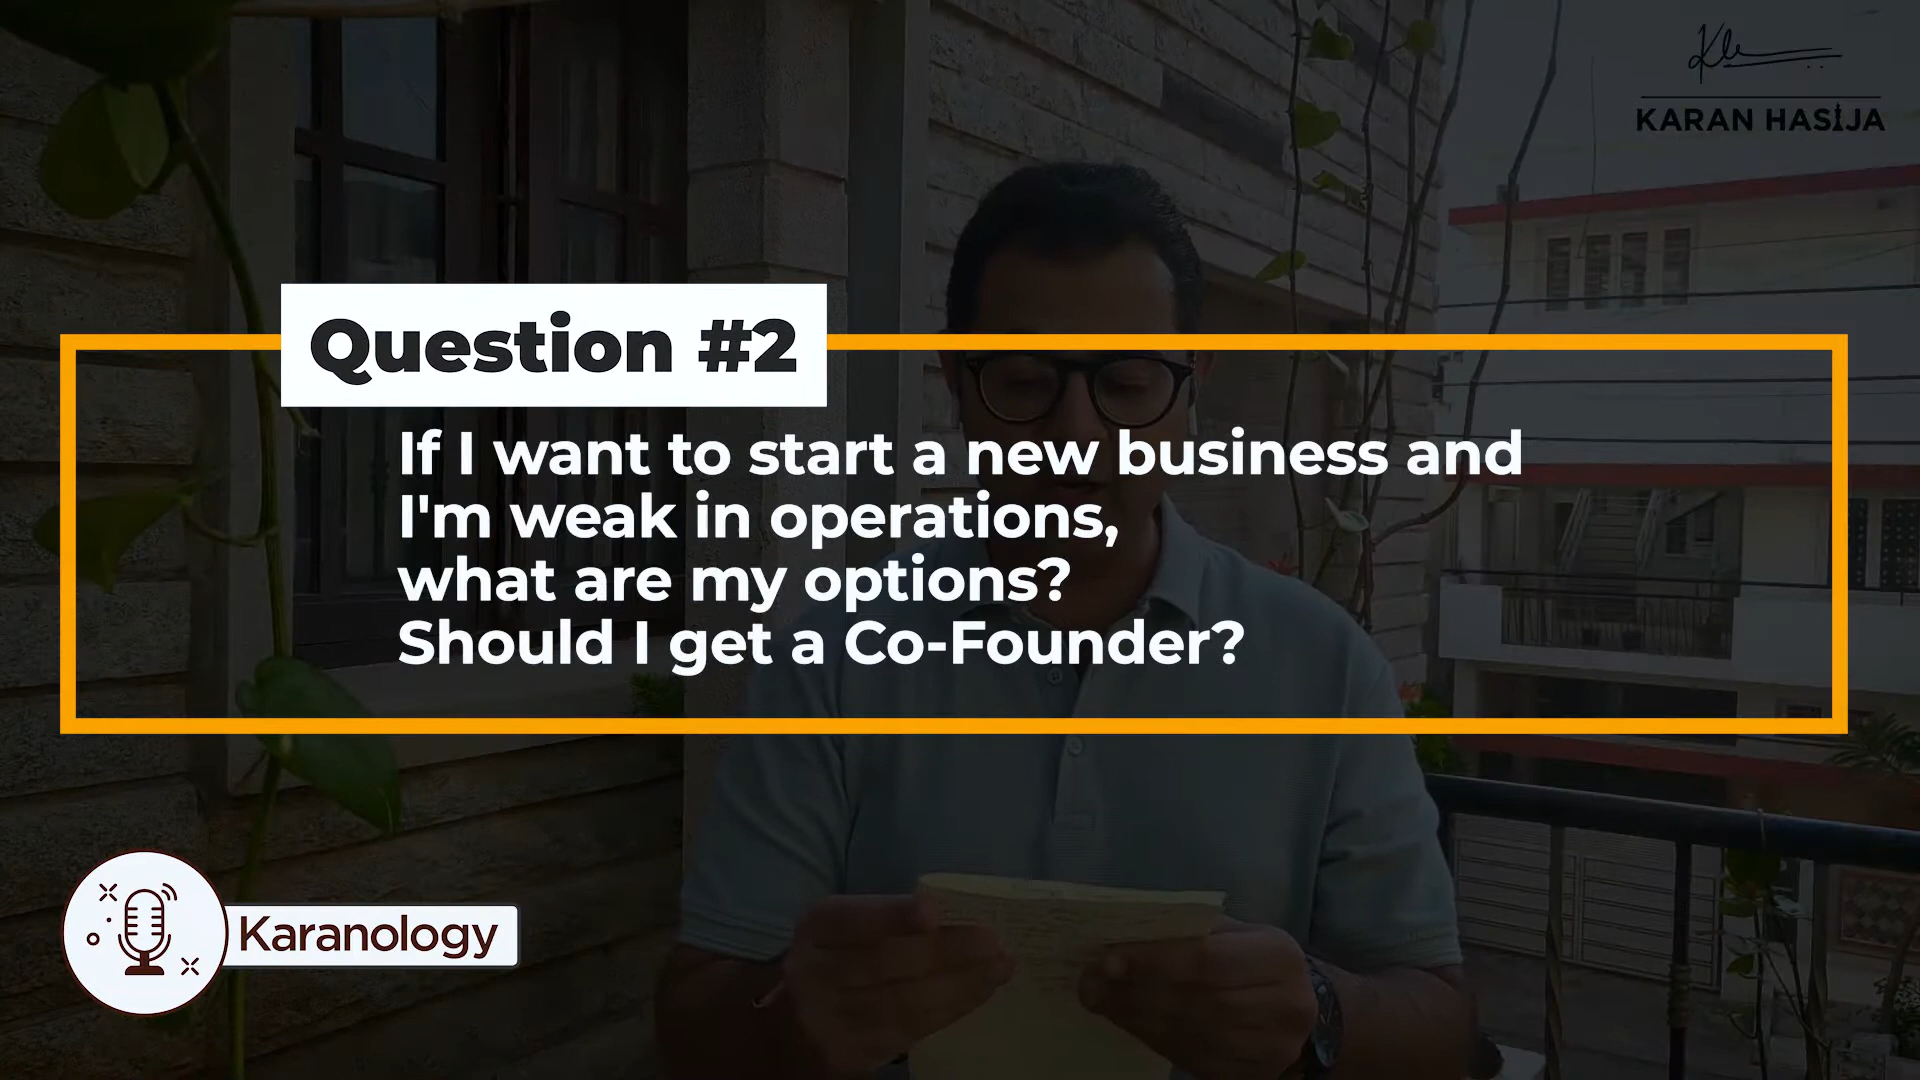 KARAN HASIJA
Question #2
If I want to start a new business and
I'm weak in operations,
what are my options?
Should I get a Co-Founder?
Karanology